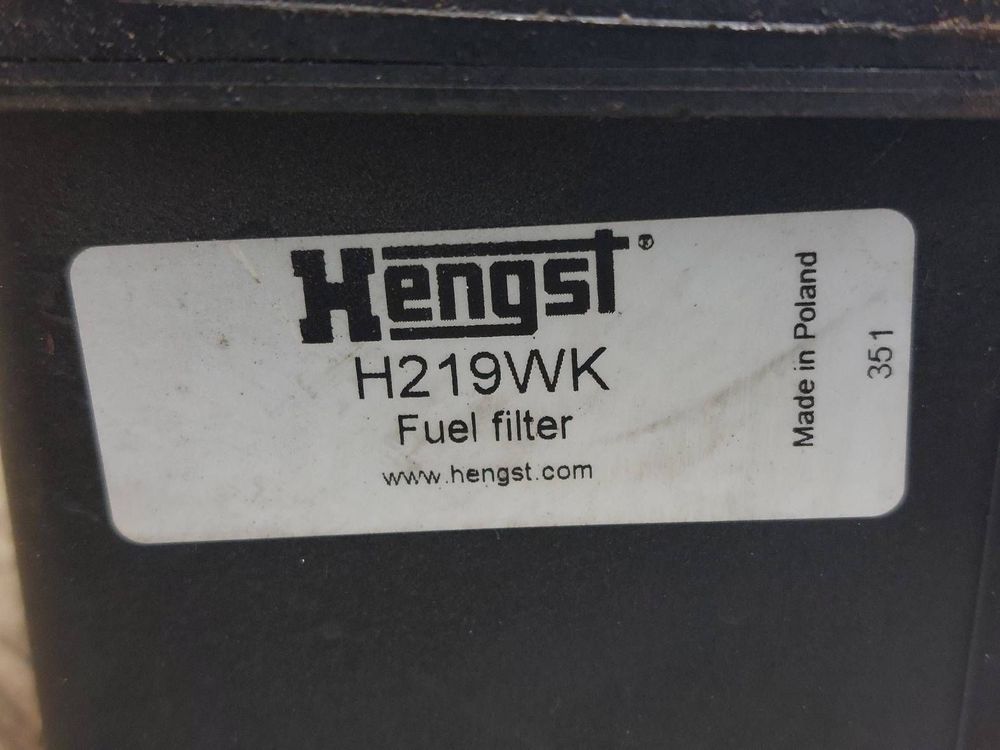 Hengst®
H219WK
Fuel filter
www.hengst.com
Made in Poland
351